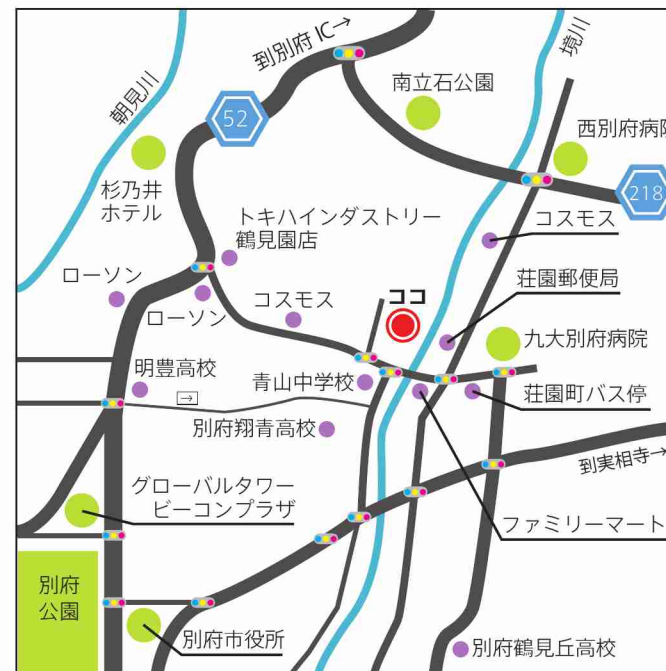 到別府 IC→
境川
朝見川
南立石公園
52
西別府病院
杉乃井
ホテル
218
トキハインダストリー
鶴見園店
コスモス
ローソン
ローソン
コスモス
ココ
荘園郵便局
九大別府病院
明豊高校
青山中学校
荘園町バス停
→
別府翔青高校
到実相寺→
グローバルタワー
ビーコンプラザ
ファミリーマート
別府
公園
別府市役所
別府鶴見丘高校